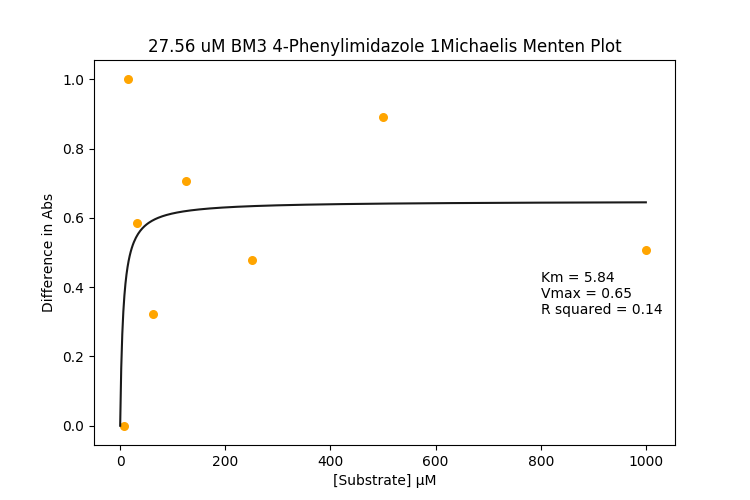 27.56 uM BM3 4-Phenylimidazole 1Michaelis Menten Plot
1.0
0.8
0.6
0.4
0.2
0.0
Difference in Abs
Km = 5.84
Vmax = 0.65
R squared = 0.14
0 200 400 600 800 1000
[Substrate] µM